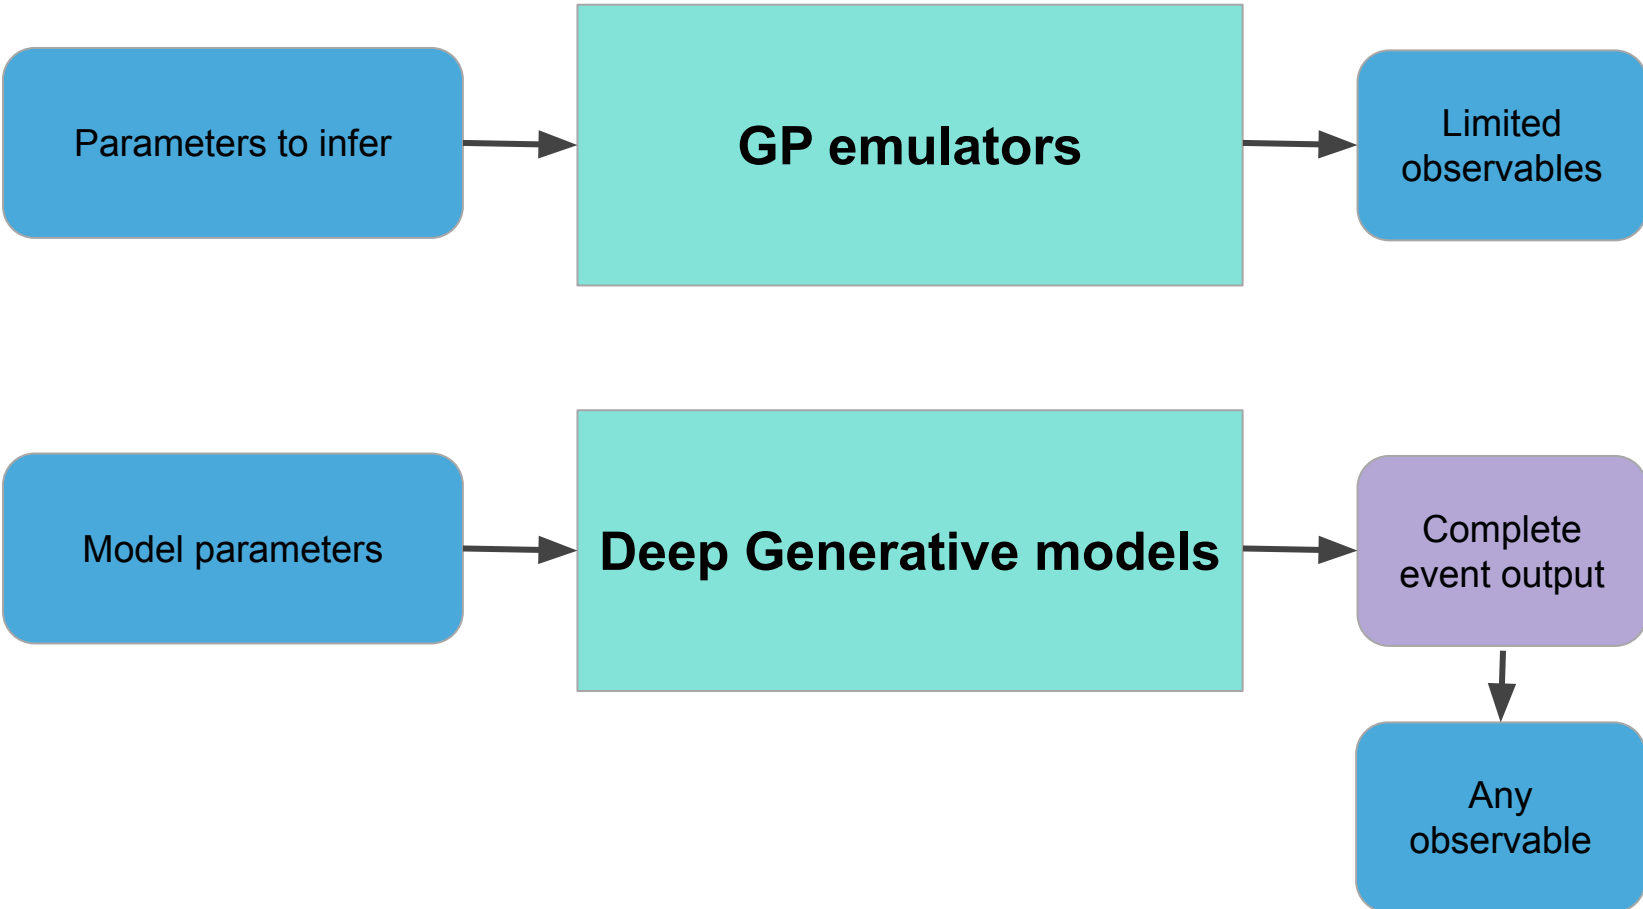 Parameters to infer
GP emulators
Limited
observables
Model parameters
Deep Generative models
Complete
event output
Any
observable